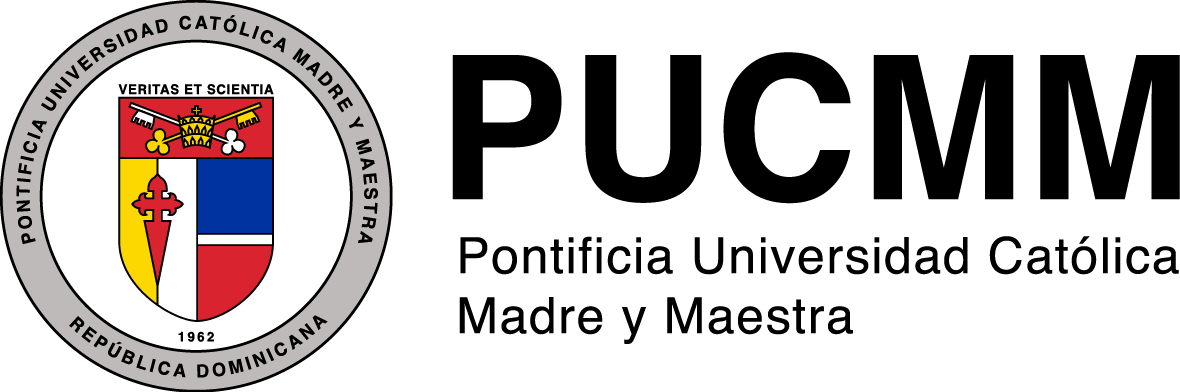 PONTIFICIA UNIVERSIDAD CATÓLICA MADRE Y MAESTRA
VERITAS ET SCIENTIA
1962
REPÚBLICA DOMINICANA
PUCMM
Pontificia Universidad Católica
Madre y Maestra